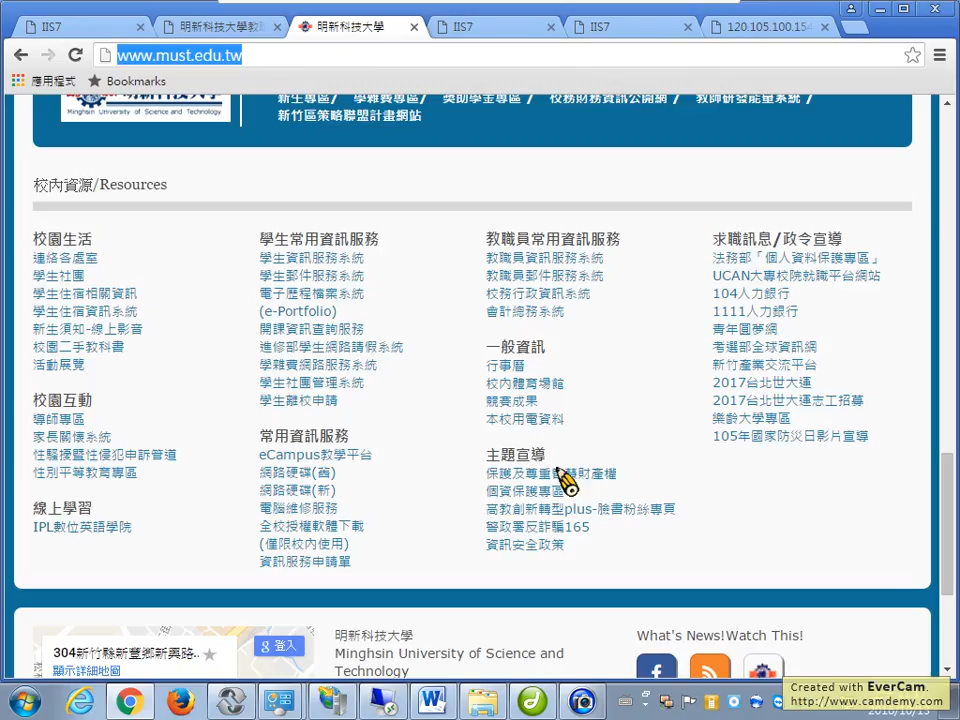 IIS7
明新科技大學教
明新科技大學
IIS7
IIS7
120.105.100.154
www.must.edu.tw
應用程式
Bookmarks
Minghsin University of Science and Technology
新生專區/ 學雜費專區/ 獎助學金專區 / 校務財務資訊公開網 / 教師研發能量系統 /
新竹區策略聯盟計畫網站
校內資源/Resources
校園生活
連絡各處室
學生社團
學生住宿相關資訊
學生住宿資訊系統
新生須知-線上影音
校園二手教科書
活動展覽
校園互動
導師專區
家長關懷系統
性騷擾暨性侵犯申訴管道
性別平等教育專區
線上學習
IPL數位英語學院
學生常用資訊服務
學生資訊服務系統
學生郵件服務系統
電子歷程檔案系統
(e-Portfolio)
開課資訊查詢服務
進修部學生網路請假系統
學雜費網路服務系統
學生社團管理系統
學生離校申請
常用資訊服務
eCampus教學平台
網路硬碟(舊)
網路硬碟(新)
電腦維修服務
全校授權軟體下載
(僅限校內使用)
資訊服務申請單
教職員常用資訊服務
教職員資訊服務系統
教職員郵件服務系統
校務行政資訊系統
會計總務系統
一般資訊
行事曆
校內體育場館
競賽成果
本校用電資料
主題宣導
保護及尊重智慧財產權
個資保護專區
高教創新轉型plus-臉書粉絲專頁
警政署反詐騙165
資訊安全政策
求職訊息/政令宣導
法務部「個人資料保護專區」
UCAN大專校院就職平台網站
104人力銀行
1111人力銀行
青年圓夢網
考選部全球資訊網
新竹產業交流平台
2017台北世大運
2017台北世大運志工招募
樂齡大學專區
105年國家防災日影片宣導
304新竹縣新豐鄉新興路..
顯示詳細地圖
登入
明新科技大學
Minghsin University of Science and
Technology
What's News!Watch This!
Created with EverCam.
http://www.camdemy.com